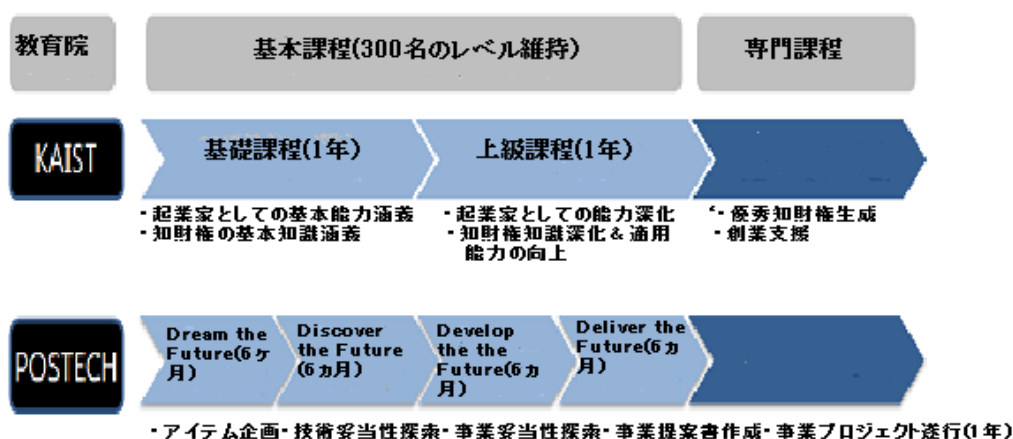 教育院
基本課程(300名のレベル維持)
専門課程
KAIST
基礎課程(1年)
上級課程(1年)
・起業家としての基本能力涵義
・知財権の基本知識涵義
・起業家としての能力深化
・知財権知識深化＆適用
能力の向上
・優秀知財権生成
・創業支援
POSTECH
Dream the
Future(6ヶ
月)
Discover
the Future
(6カ月)
Develop
the the
Future(6カ
月)
Deliver the
Future(6カ
月)
・アイテム企画・技術妥当性探索・事業妥当性探索・事業提案書作成・事業プロジェクト遂行(1年)